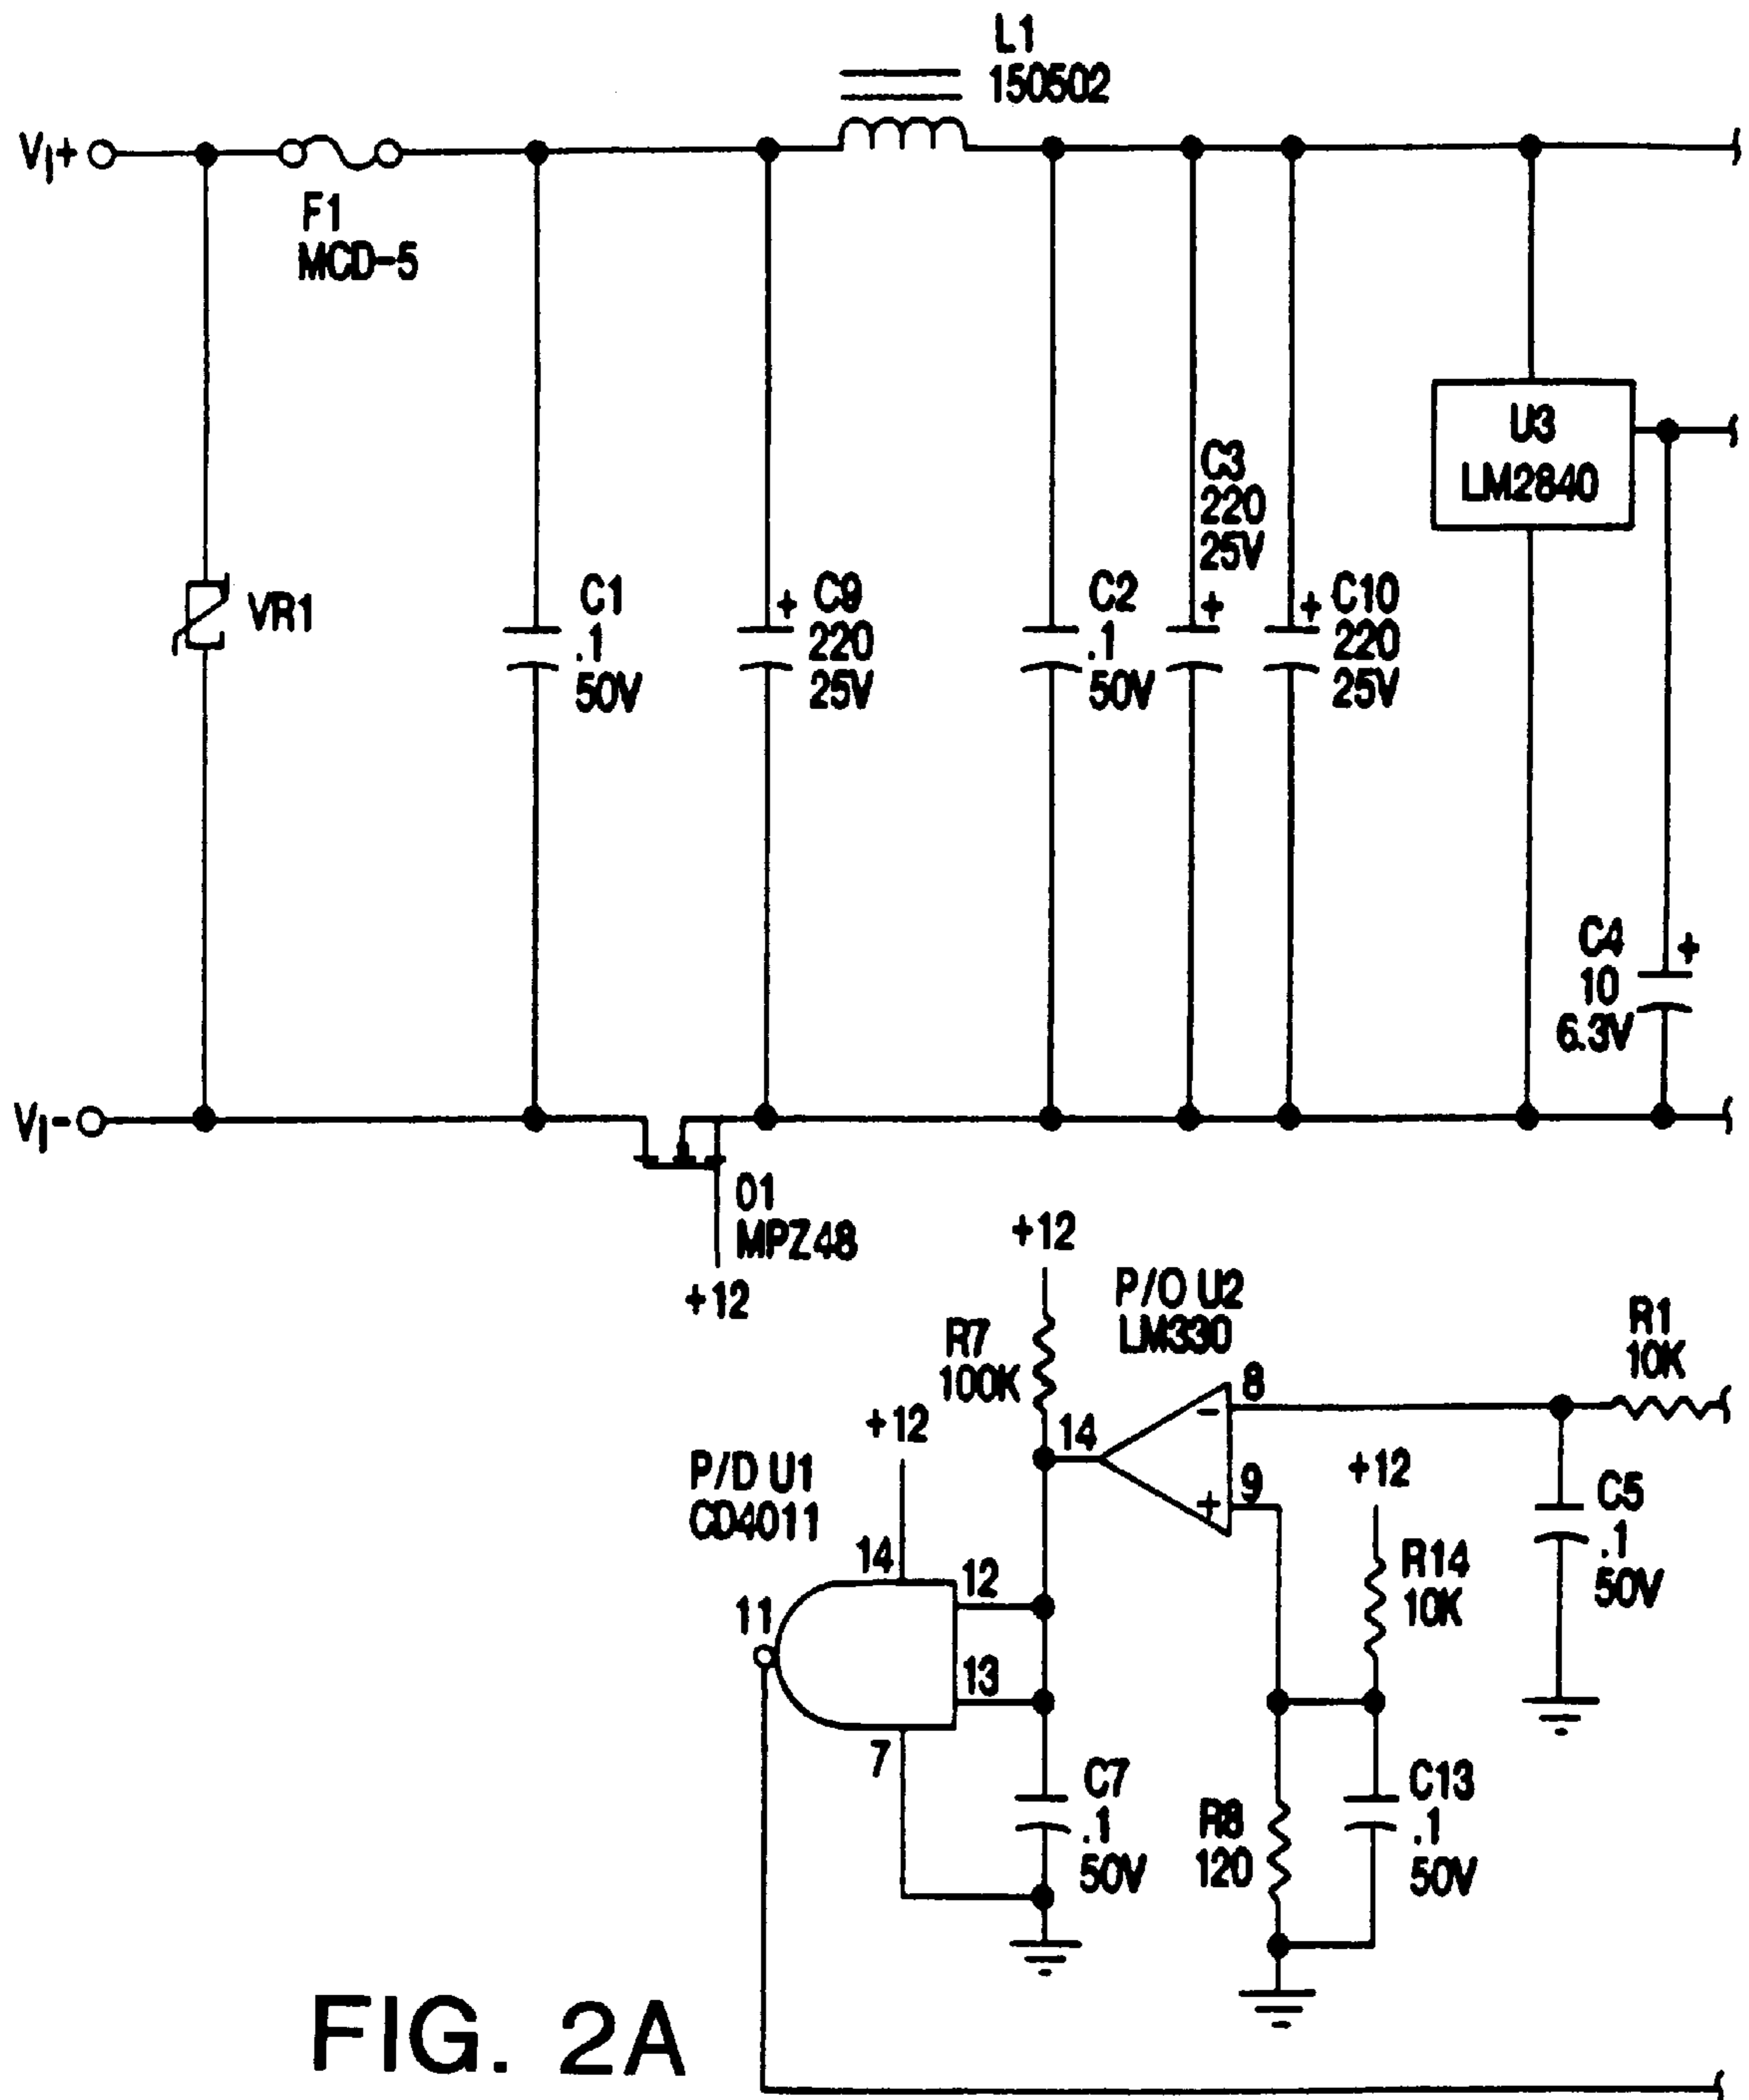 L1
150502
V|+
F1
MCD-5
U3
LM2840
C3
220
25V
VR1
C1
.1
50V
+ C9
220
25V
C2
.1
50V
+
+ C10
220
25V
C4 +
10
6.3V
V|-
Q1
MPZ48
+12
+12
P/O U2
LM330
R1
10K
R7
100K
8
-
+12
14
P/D U1
CD4011
9
+
+12
C5
.1
50V
14
12
R14
10K
11
13
7
C7
.1
50V
R8
120
C13
.1
50V
FIG. 2A